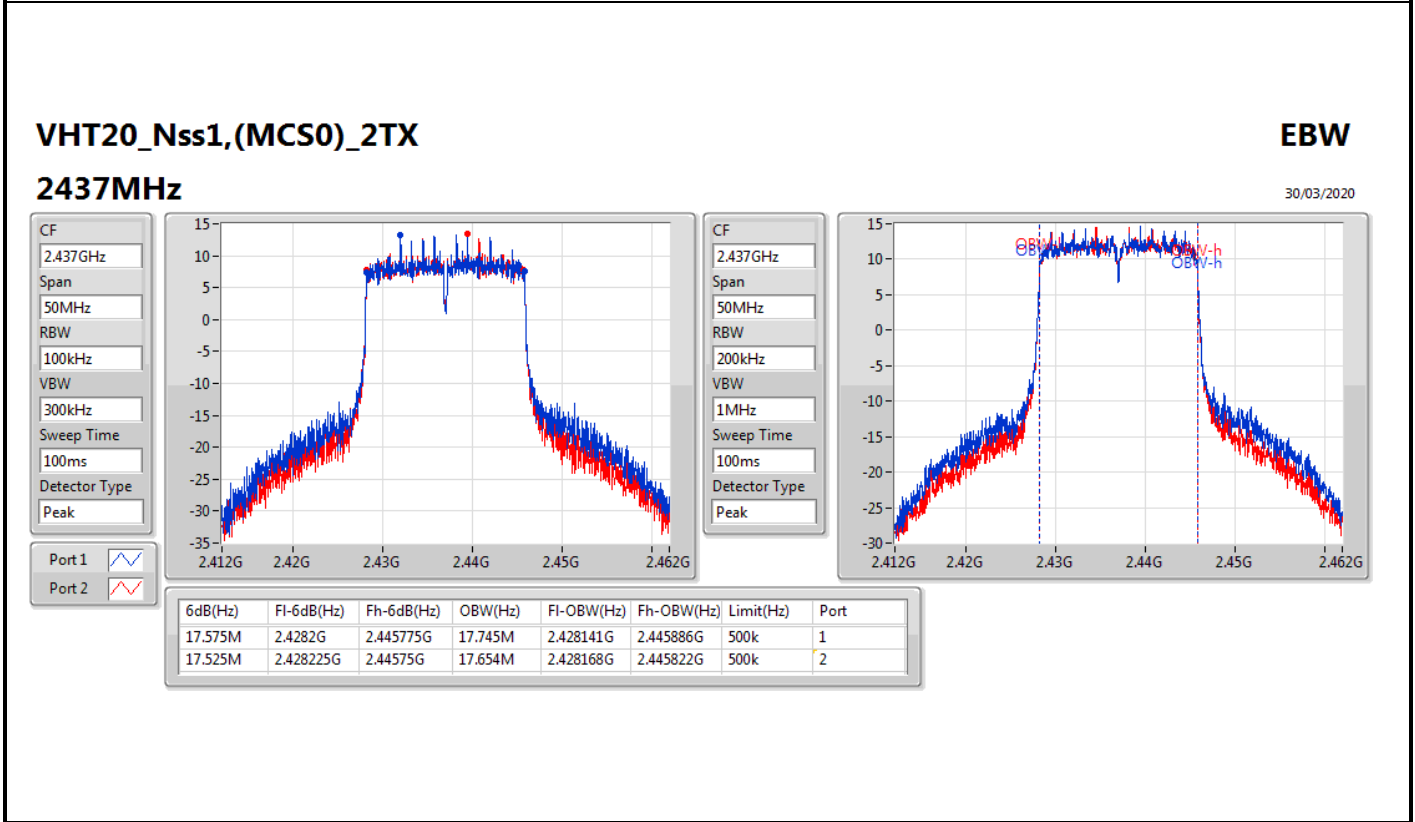 VHT20_Nss1,(MCS0)_2TX
EBW
2437MHz
30/03/2020
CF
2.437GHz
Span
50MHz
RBW
100kHz
VBW
300kHz
Sweep Time
100ms
Detector Type
Peak
Port 1
Port 2
15
10
5
0
-5
-10
-15
-20
-25
-30
-35
2.412G 2.42G 2.43G 2.44G 2.45G 2.462G
CF
2.437GHz
Span
50MHz
RBW
200kHz
VBW
1MHz
Sweep Time
100ms
Detector Type
Peak
15
10
5
0
-5
-10
-15
-20
-25
-30
OBW-h
OBW-h
2.412G 2.42G 2.43G 2.44G 2.45G 2.462G
6dB(Hz) Fl-6dB(Hz) Fh-6dB(Hz) OBW(Hz) Fl-OBW(Hz) Fh-OBW(Hz) Limit(Hz) Port
17.575M 2.4282G 2.445775G 17.745M 2.428141G 2.445886G 500k 1
17.525M 2.428225G 2.44575G 17.654M 2.428168G 2.445822G 500k 2